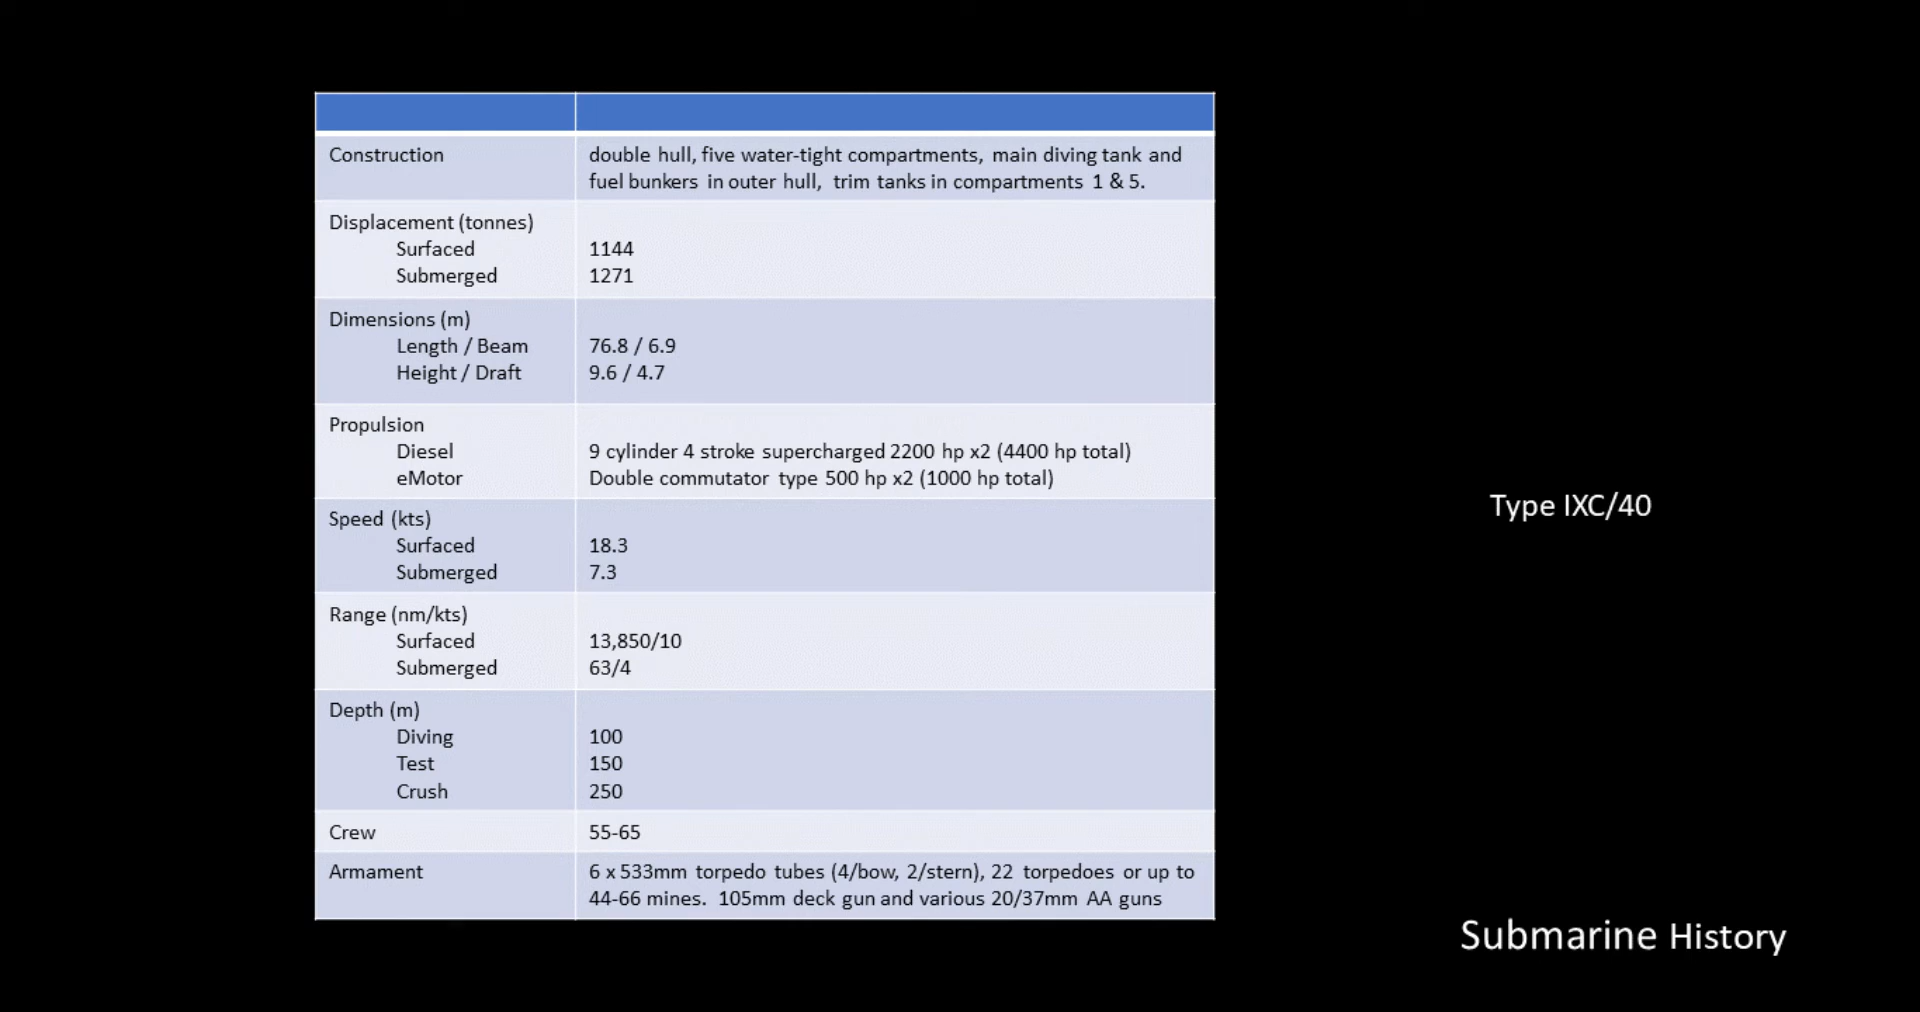 Construction
double hull, five water-tight compartments, main diving tank and
fuel bunkers in outer hull, trim tanks in compartments 1 & 5.
Displacement (tonnes)
Surfaced 1144
Submerged 1271
Dimensions (m)
Length / Beam 76.8 / 6.9
Height / Draft 9.6 / 4.7
Propulsion
Diesel 9 cylinder 4 stroke supercharged 2200 hp x2 (4400 hp total)
eMotor Double commutator type 500 hp x2 (1000 hp total)
Speed (kts)
Surfaced 18.3
Submerged 7.3
Range (nm/kts)
Surfaced 13,850/10
Submerged 63/4
Depth (m)
Diving 100
Test 150
Crush 250
Crew 55-65
Armament 6 x 533mm torpedo tubes (4/bow, 2/stern), 22 torpedoes or up to
44-66 mines. 105mm deck gun and various 20/37mm AA guns
Type IXC/40
Submarine History